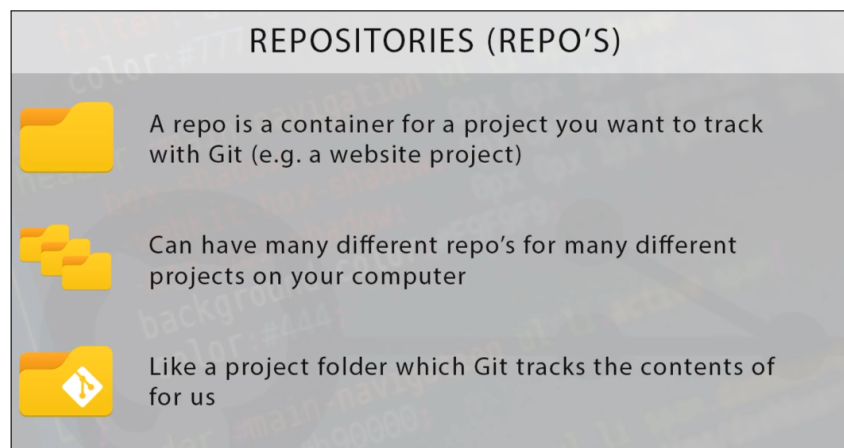 REPOSITORIES (REPO'S)
A repo is a container for a project you want to track
with Git (e.g. a website project)
Can have many different repo's for many different
projects on your computer
Like a project folder which Git tracks the contents of
for us